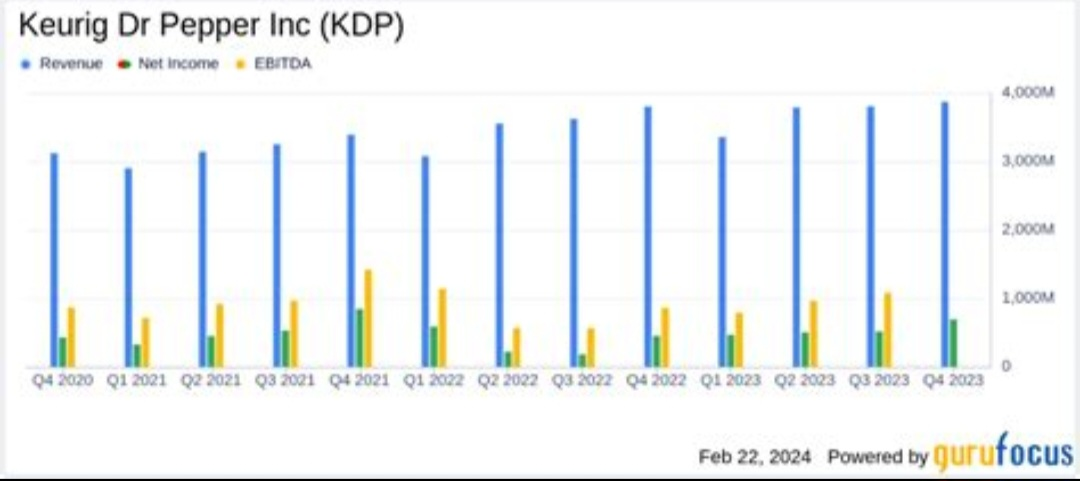 Keurig Dr Pepper Inc (KDP)
Revenue Net Income EBITDA
4,000M
3,000M
2,000M
1,000M
0
Q4 2020 Q1 2021 Q2 2021 Q3 2021 Q4 2021 Q1 2022 Q2 2022 Q3 2022 Q4 2022 Q1 2023 Q2 2023 Q3 2023 Q4 2023
Feb 22, 2024 Powered by gurufocus